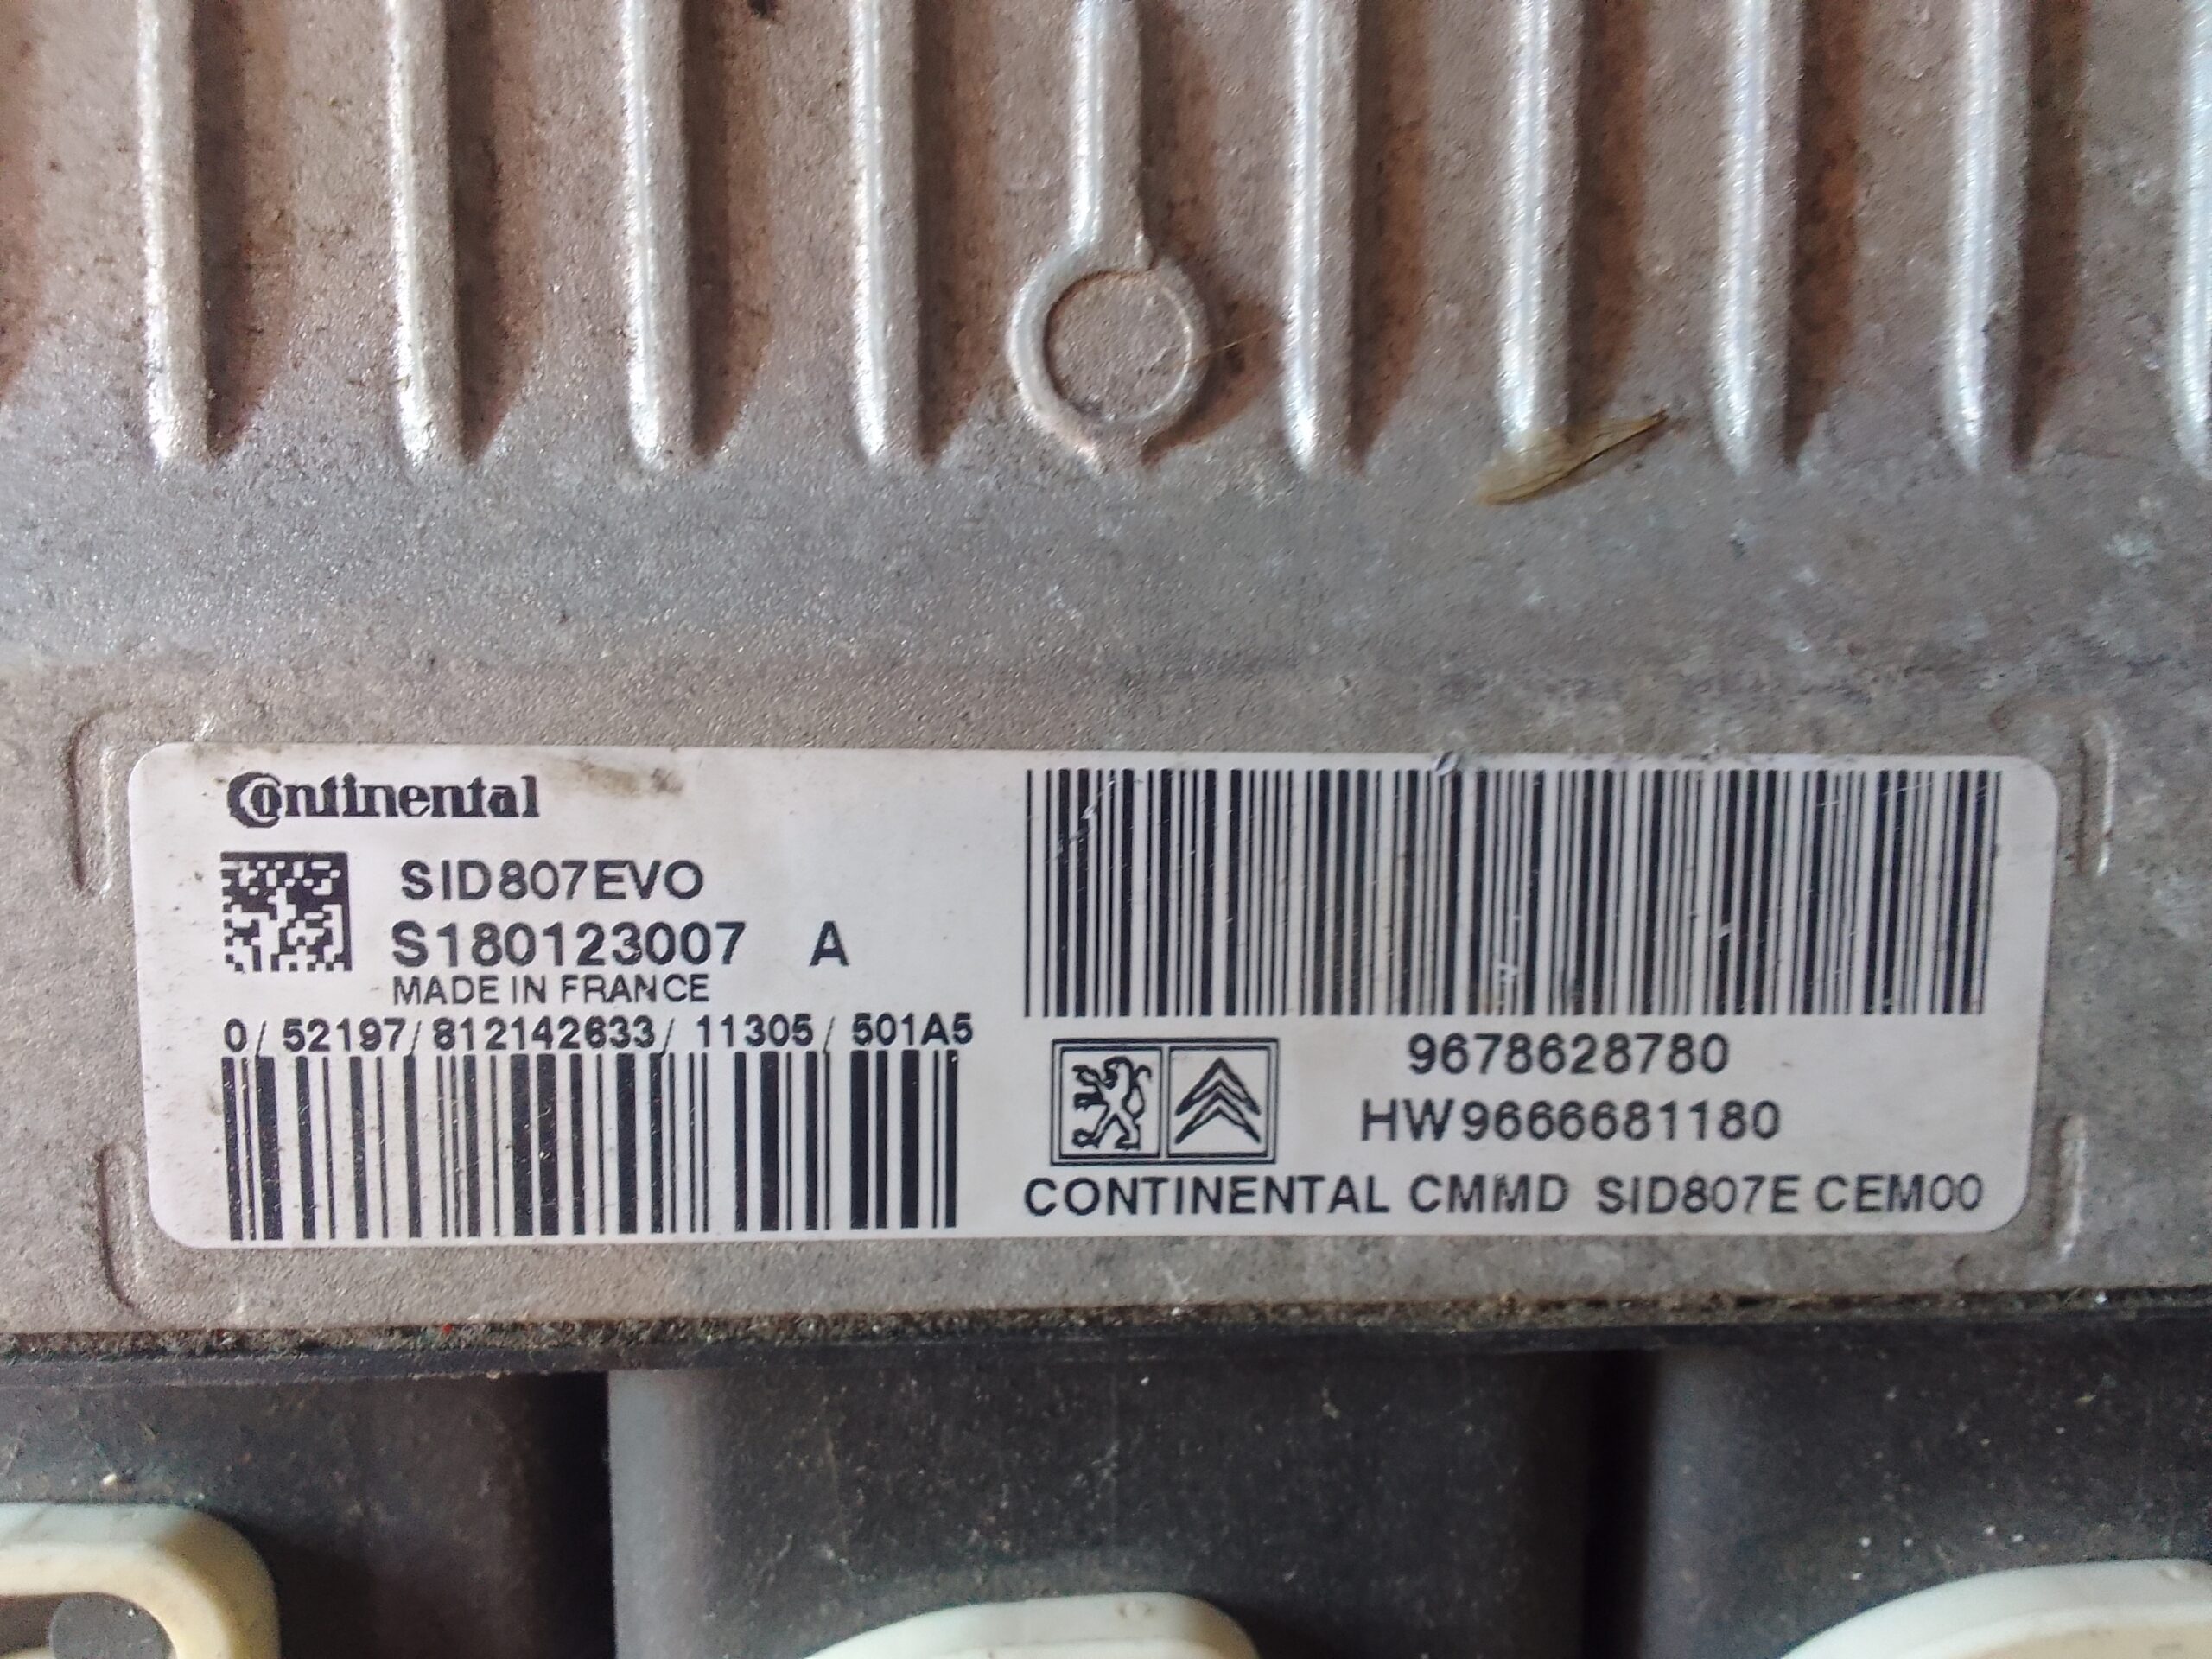 Continental
SID807EVO
S180123007 A
MADE IN FRANCE
0/ 52197/812142633/ 11305/ 501A5
9678628780
HW9666681180
CONTINENTAL CMMD SID807E CEM00